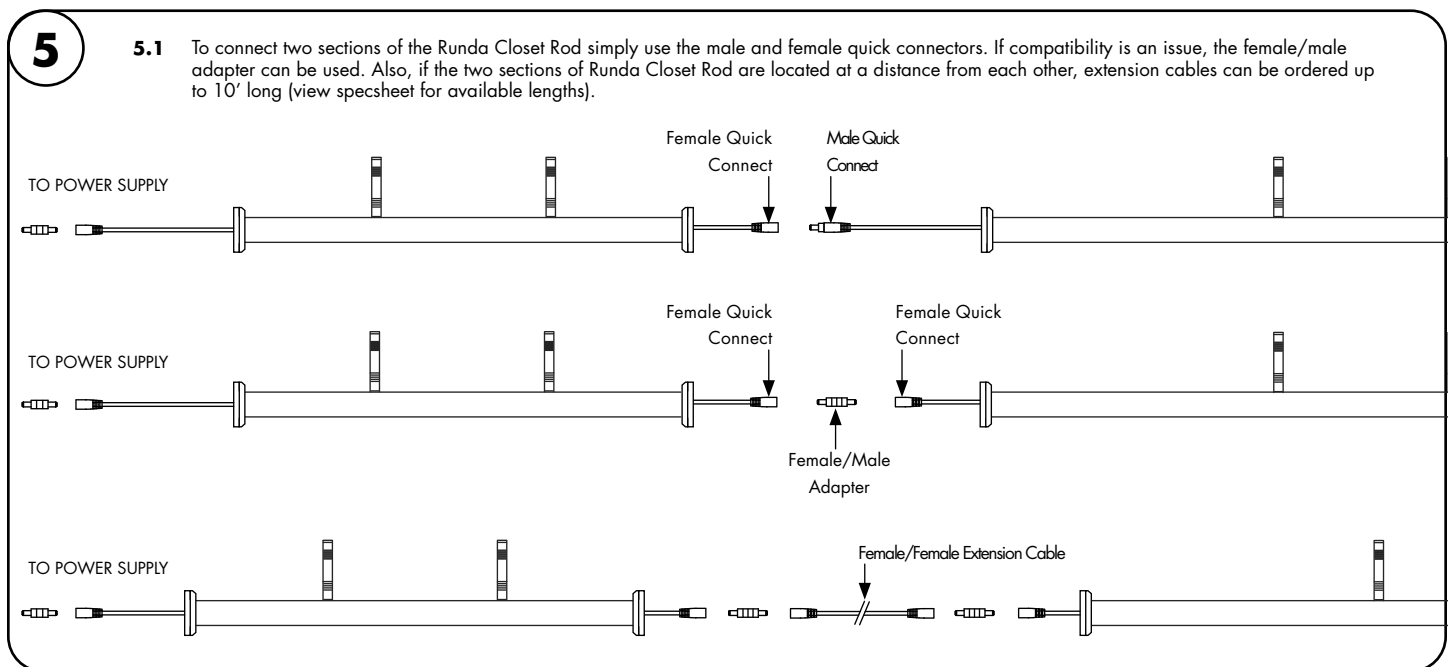 5
5.1 To connect two sections of the Runda Closet Rod simply use the male and female quick connectors. If compatibility is an issue, the female/male
adapter can be used. Also, if the two sections of Runda Closet Rod are located at a distance from each other, extension cables can be ordered up
to 10’ long (view specsheet for available lengths).
Female Quick
Connect
Male Quick
Connect
TO POWER SUPPLY
Female Quick
Connect
Female Quick
Connect
TO POWER SUPPLY
Female/Male
Adapter
Female/Female Extension Cable
TO POWER SUPPLY